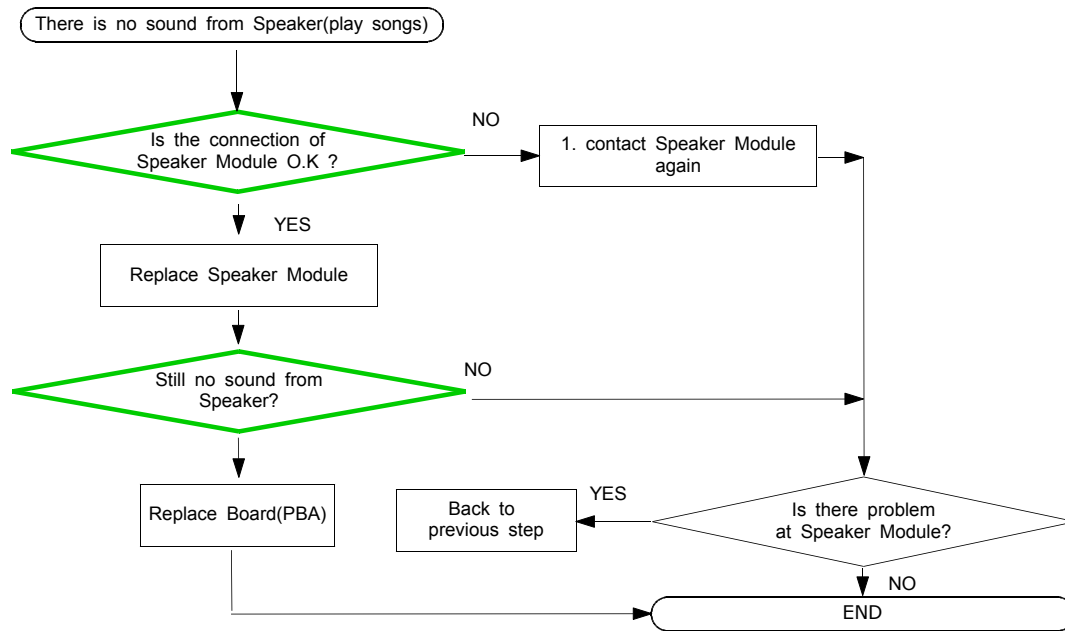 There is no sound from Speaker(play songs)
Is the connection of
Speaker Module O.K ?
NO
1. contact Speaker Module
again
YES
Replace Speaker Module
Still no sound from
Speaker?
NO
Replace Board(PBA)
Back to
previous step
YES
Is there problem
at Speaker Module?
NO
END